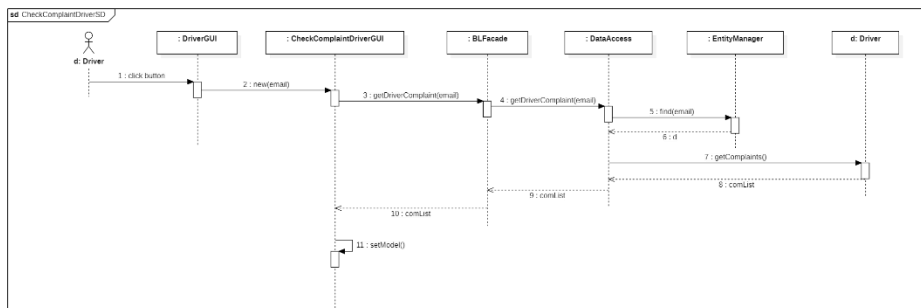 sd CheckComplaintDriverSD
: DriverGUI
: CheckComplaintDriverGUI
: BLFacade
: DataAccess
: EntityManager
d: Driver
d: Driver
1 : click button
2 : new(email)
3 : getDriverComplaint(email)
4 : getDriverComplaint(email)
5 : find(email)
6 : d
7 : getComplaints()
8 : comList
9 : comList
10 : comList
11 : setModel()